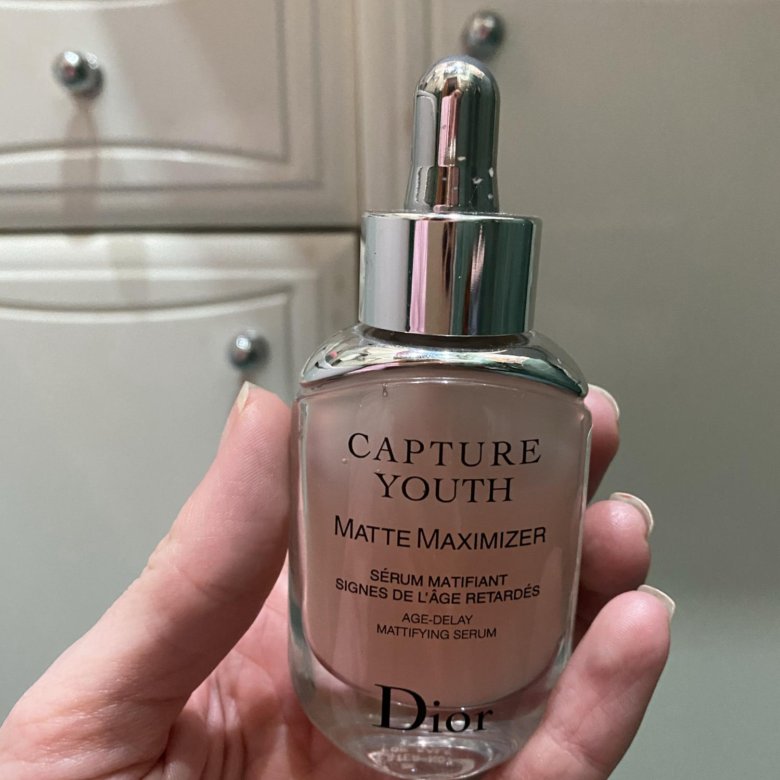 CAPTURE
YOUTH
MATTE MAXIMIZER
SÉRUM MATIFIANT
SIGNES DE L'ÂGE RETARDÉS
AGE-DELAY
MATTIFYING SERUM
Dior